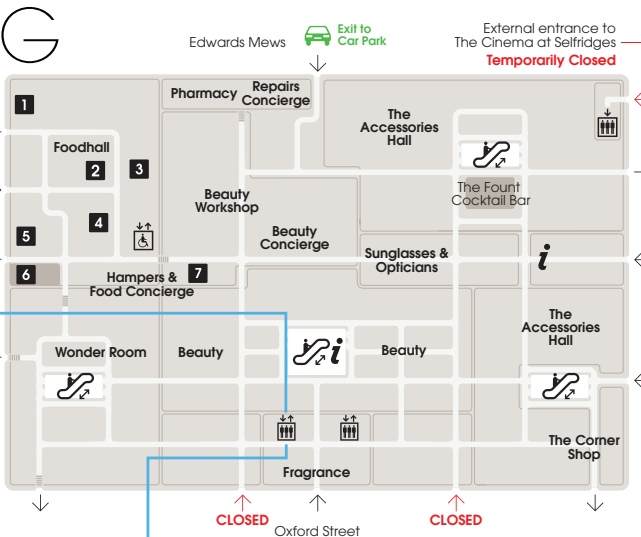 G
Edwards Mews
Exit to
Car Park
External entrance to
The Cinema at Selfridges
Temporarily Closed
Pharmacy
Repairs
Concierge
1
The
Accessories
Hall
Foodhall
2
3
The Fount
Cocktail Bar
Beauty
Workshop
4
5
Beauty
Concierge
Sunglasses &
Opticians
i
6
Hampers &
Food Concierge
7
The
Accessories
Hall
Wonder Room
Beauty
i
Beauty
The Corner
Shop
Fragrance
CLOSED
Oxford Street
CLOSED